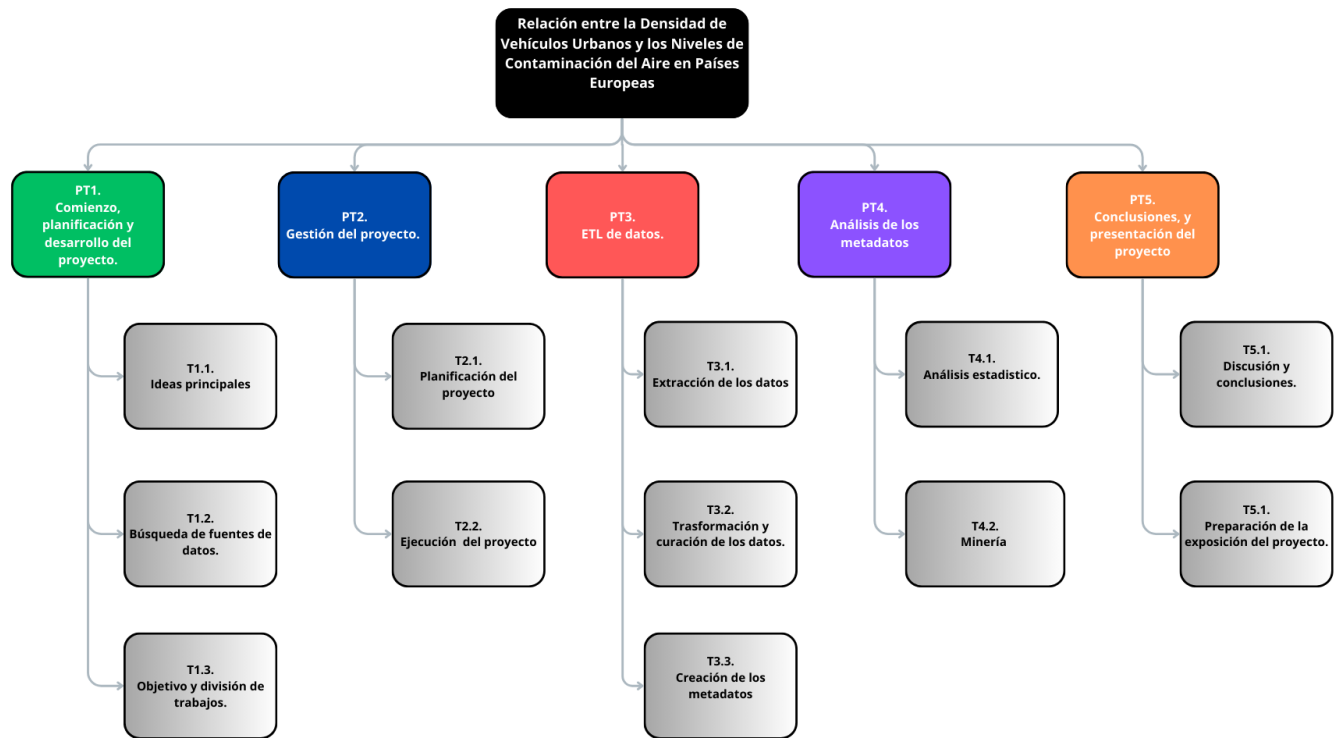 Relación entre la Densidad de
Vehículos Urbanos y los Niveles de
Contaminación del Aire en Países
Europeas
PT1.
Comienzo,
planificación y
desarrollo del
proyecto.
PT2.
Gestión del proyecto.
PT3.
ETL de datos.
PT4.
Análisis de los
metadatos
PT5.
Conclusiones, y
presentación del
proyecto
T1.1.
Ideas principales
T2.1.
Planificación del
proyecto
T3.1.
Extracción de los datos
T4.1.
Análisis estadistico.
T5.1.
Discusión y
conclusiones.
T1.2.
Búsqueda de fuentes de
datos.
T2.2.
Ejecución del proyecto
T3.2.
Trasformación y
curación de los datos.
T4.2.
Minería
T5.1.
Preparación de la
exposición del proyecto.
T1.3.
Objetivo y división de
trabajos.
T3.3.
Creación de los
metadatos